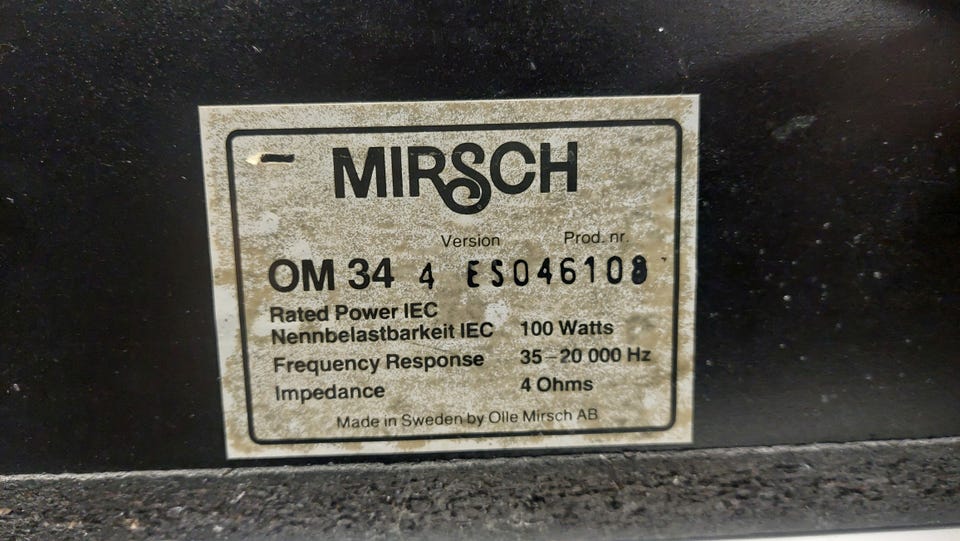 MIRSCH
Version Prod. nr.
OM 34 4 ES046108
Rated Power IEC
Nennbelastbarkeit IEC 100 Watts
Frequency Response 35–20 000 Hz
Impedance 4 Ohms
Made in Sweden by Olle Mirsch AB